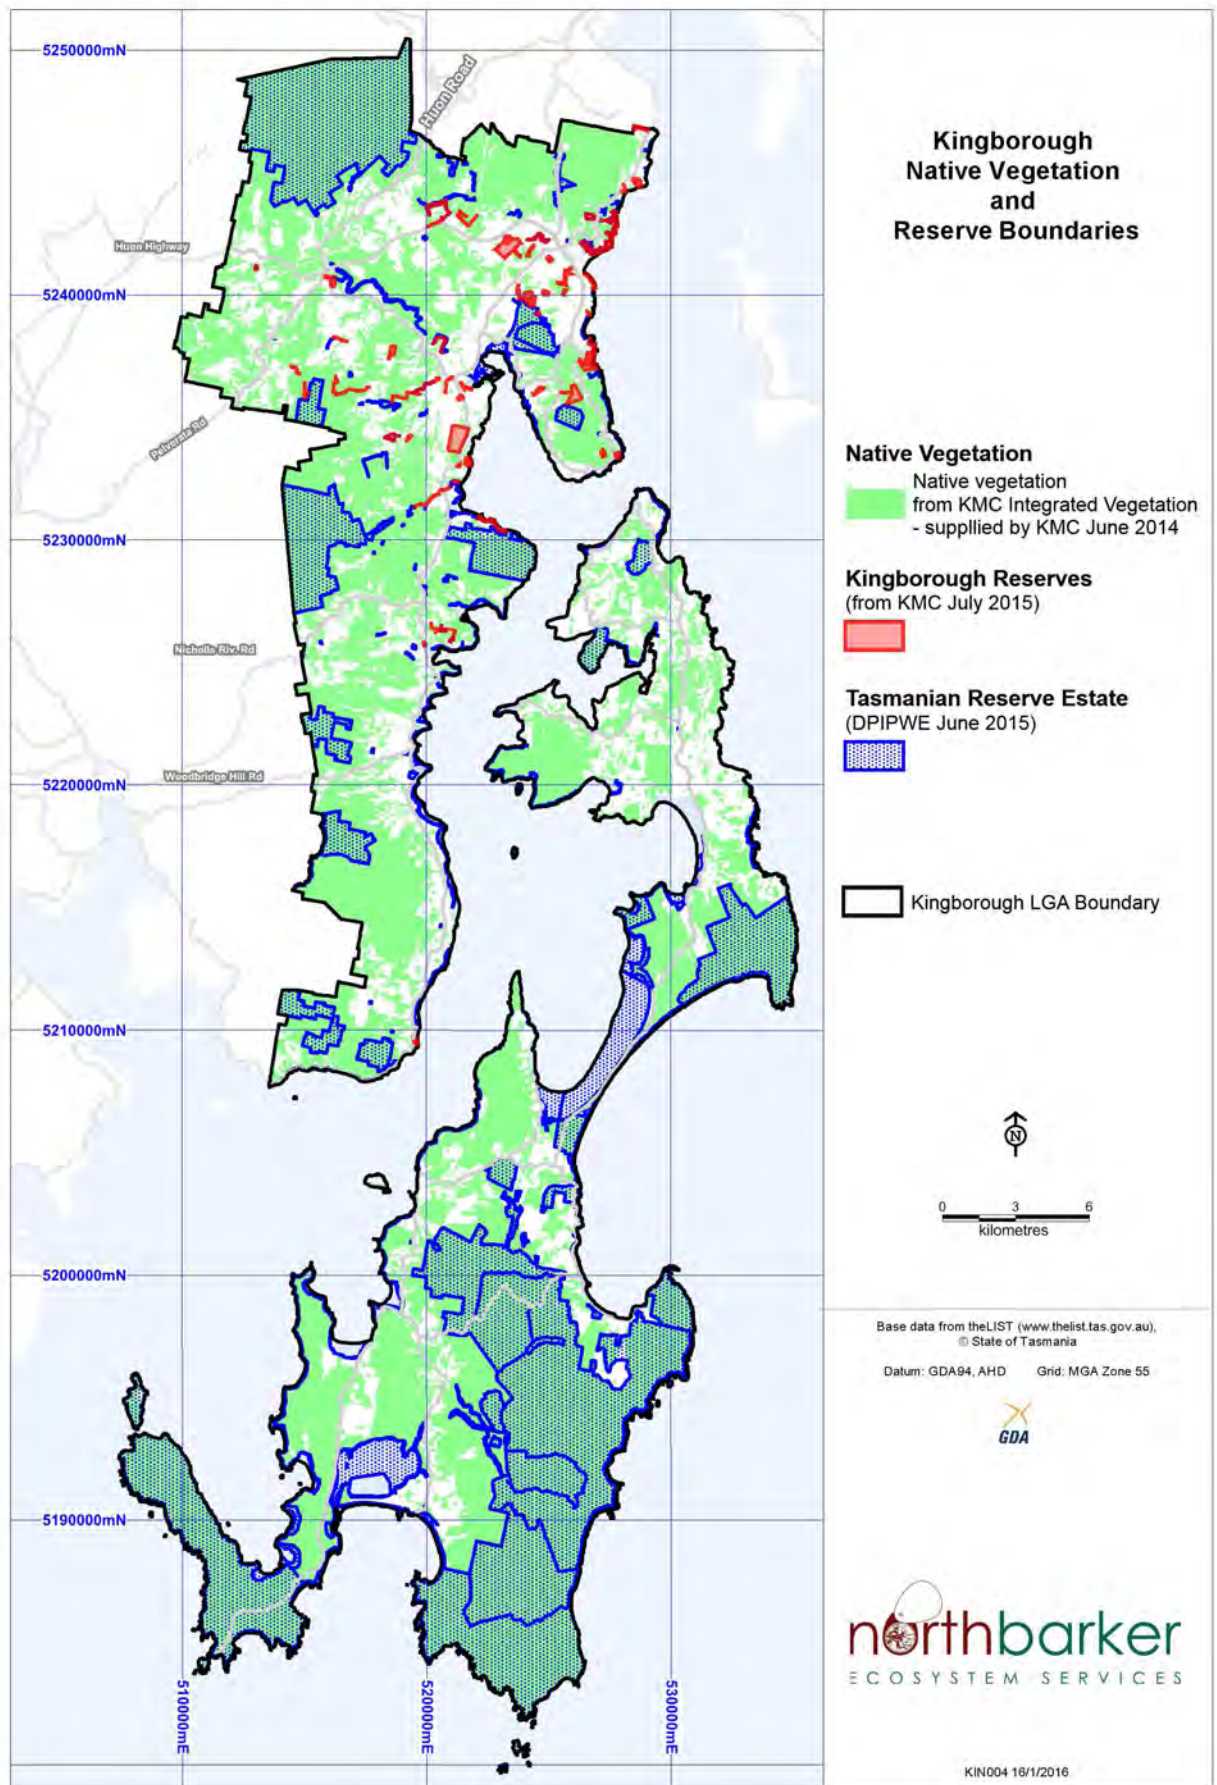 5250000mN
Huon Road
Huon Highway
5240000mN
Pelverata Rd
5230000mN
Nicholls Riv. Rd
Woodbridge Hill Rd
5220000mN
5210000mN
5200000mN
5190000mN
510000mE
520000mE
530000mE
Kingborough
Native Vegetation
and
Reserve Boundaries
Native Vegetation
Native vegetation
from KMC Integrated Vegetation
- suppllied by KMC June 2014
Kingborough Reserves
(from KMC July 2015)
Tasmanian Reserve Estate
(DPIPWE June 2015)
Kingborough LGA Boundary
N
0 3 6
kilometres
Base data from theLIST (www.thelist.tas.gov.au),
© State of Tasmania
Datum: GDA94, AHD Grid: MGA Zone 55
GDA
northbarker
ECOSYSTEM SERVICES
KIN004 16/1/2016